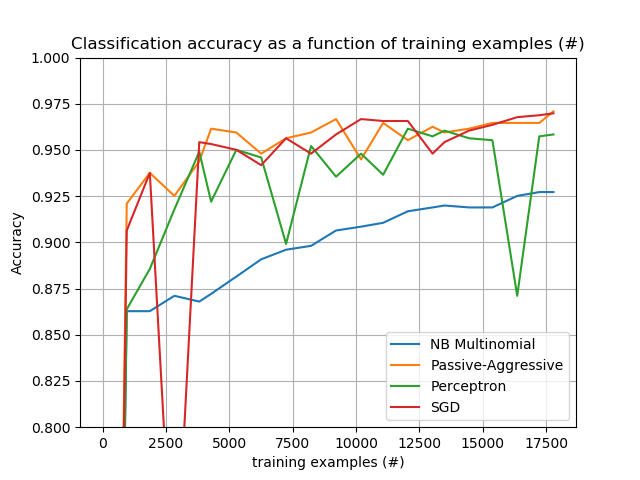 Classification accuracy as a function of training examples (#)
1.000
0.975
0.950
0.925
0.900
0.875
0.850
0.825
0.800
Accuracy
NB Multinomial
Passive-Aggressive
Perceptron
SGD
0 2500 5000 7500 10000 12500 15000 17500
training examples (#)